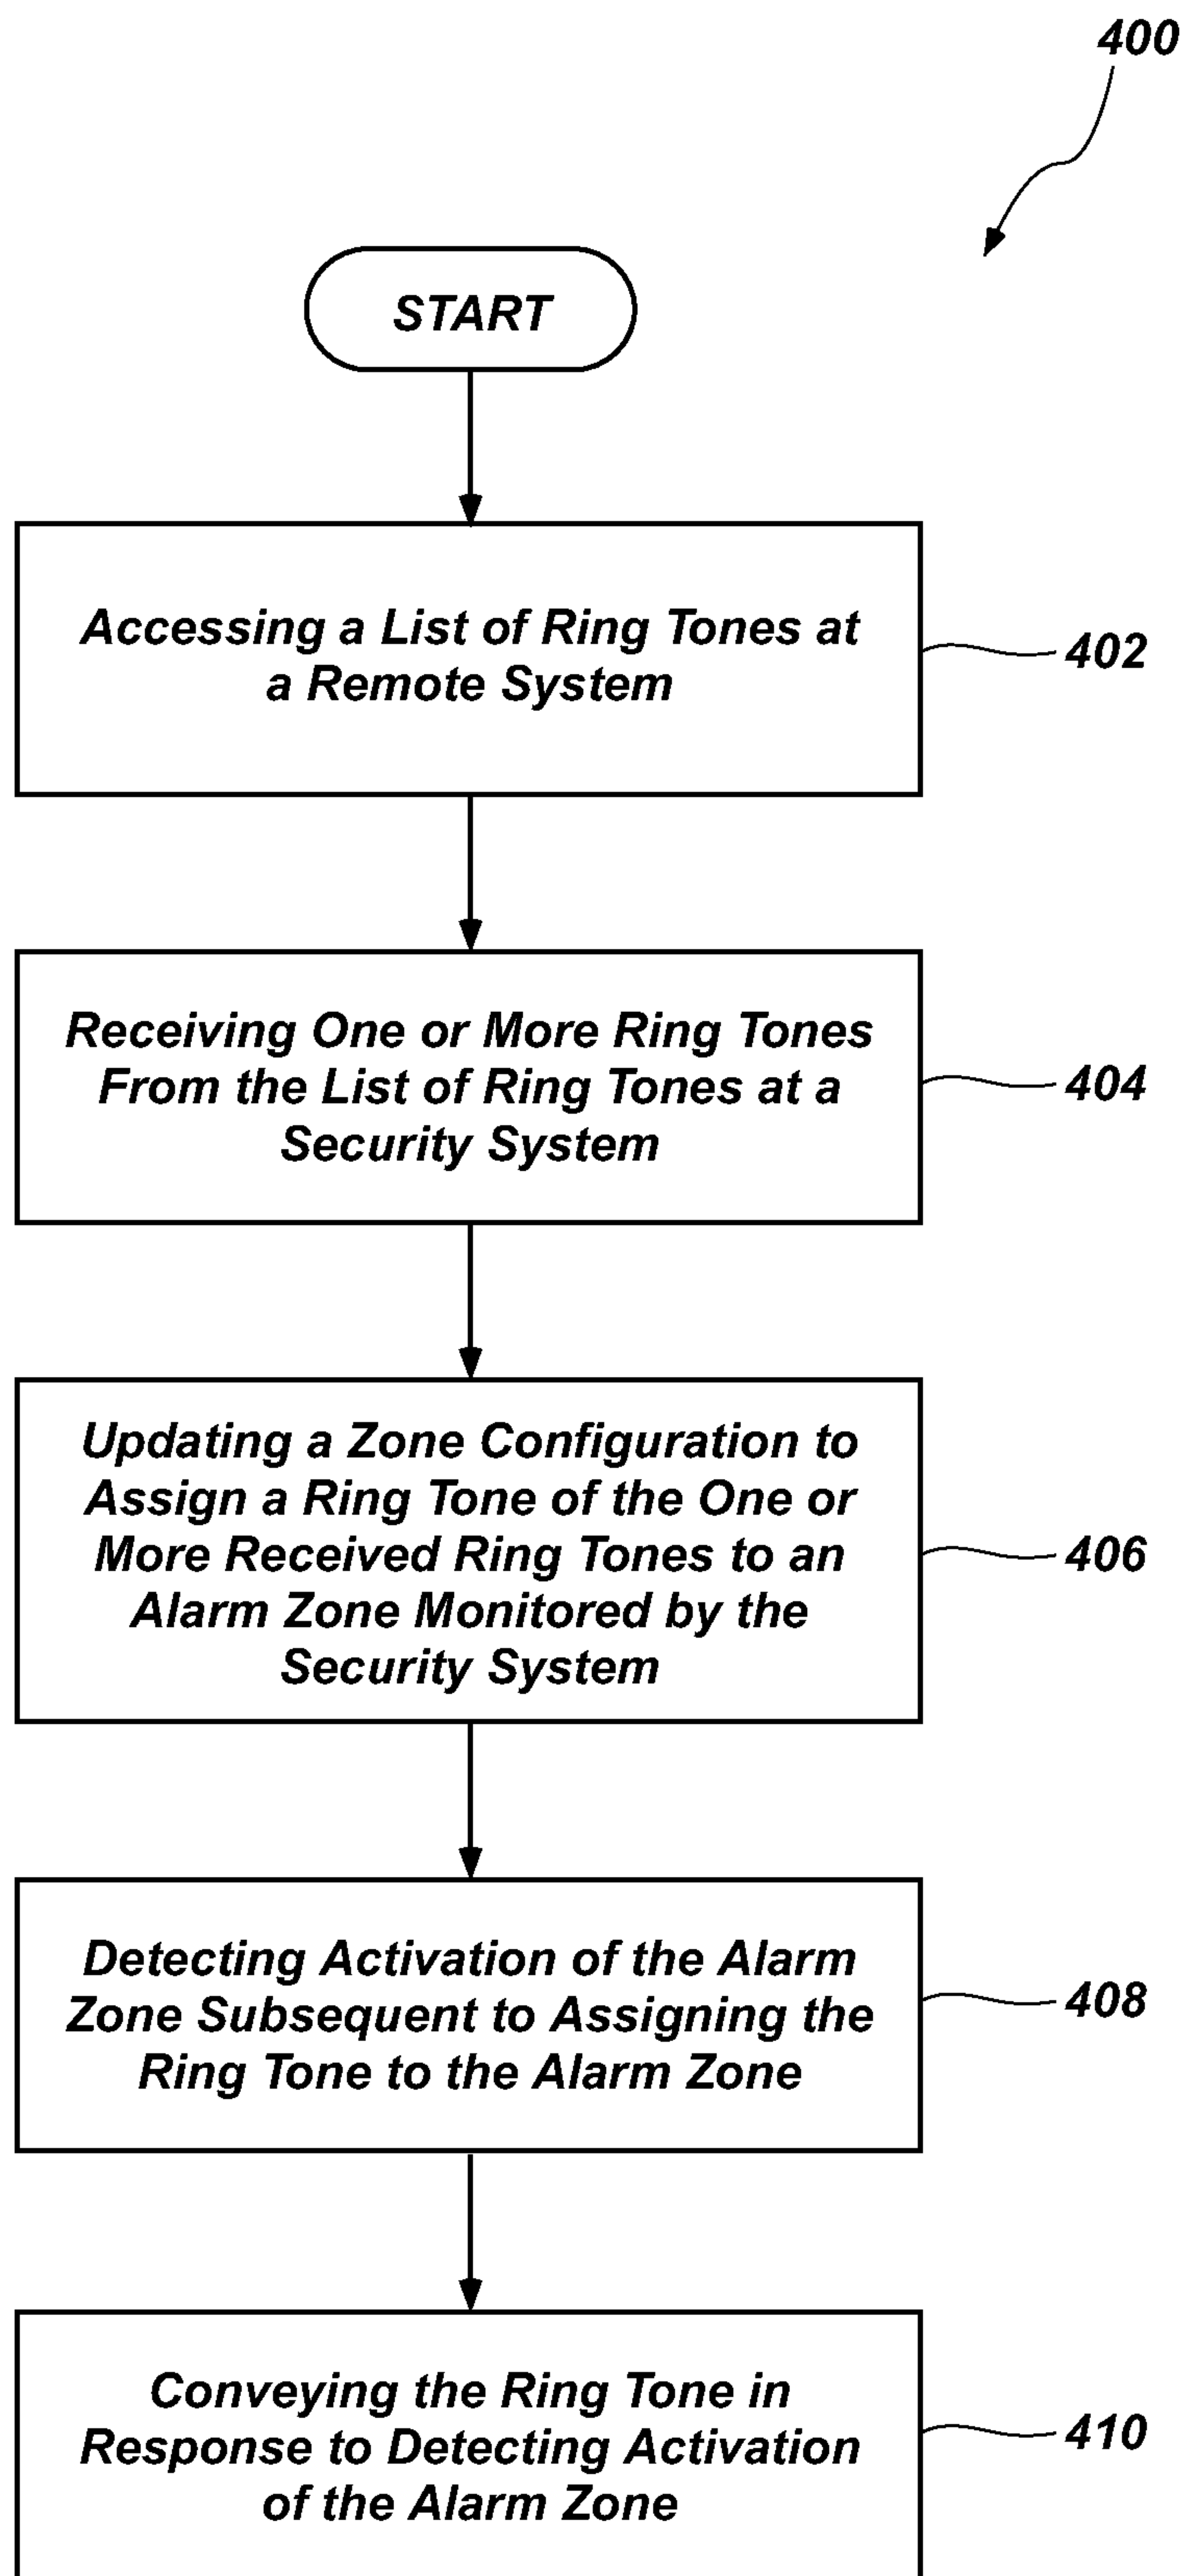 400
START
Accessing a List of Ring Tones at
a Remote System
402
Receiving One or More Ring Tones
From the List of Ring Tones at a
Security System
404
Updating a Zone Configuration to
Assign a Ring Tone of the One or
More Received Ring Tones to an
Alarm Zone Monitored by the
Security System
406
Detecting Activation of the Alarm
Zone Subsequent to Assigning the
Ring Tone to the Alarm Zone
408
Conveying the Ring Tone in
Response to Detecting Activation
of the Alarm Zone
410